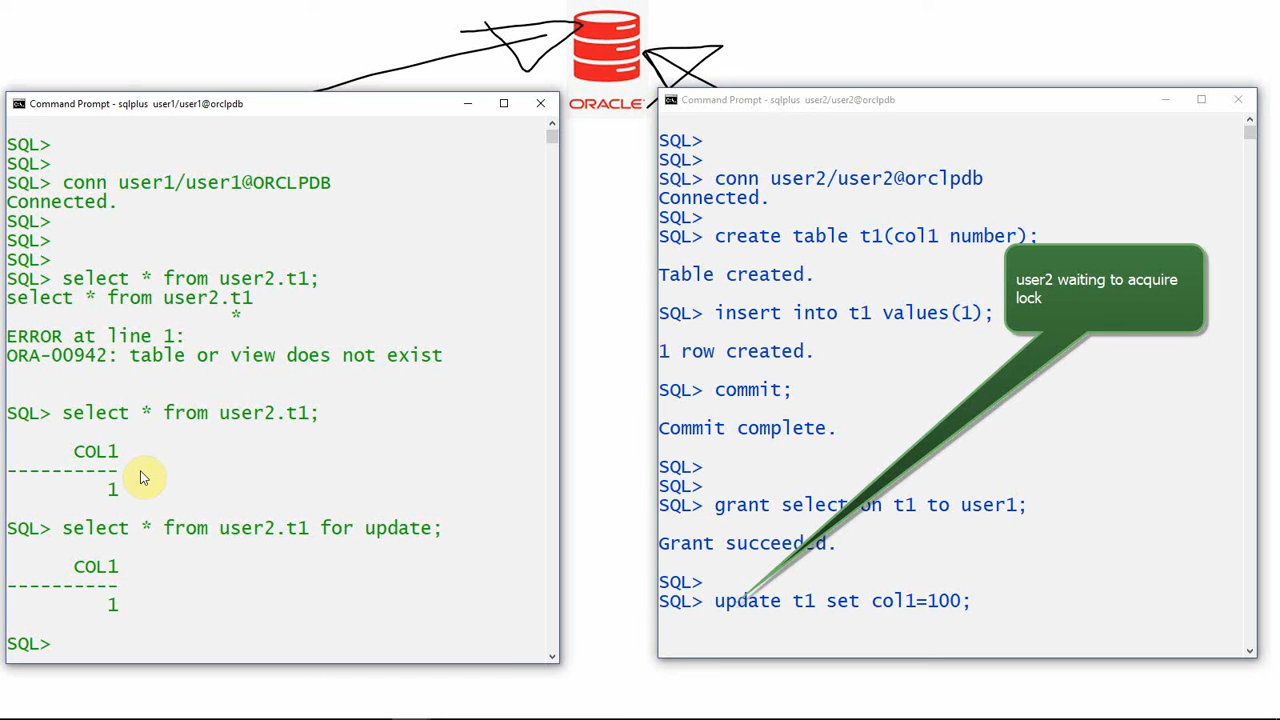 ORACLE
Command Prompt - sqlplus  user1/user1@orclpdb
SQL>
SQL>
SQL> conn user1/user1@ORCLPDB
Connected.
SQL>
SQL>
SQL>
SQL> select * from user2.t1;
select * from user2.t1
*
ERROR at line 1:
ORA-00942: table or view does not exist
SQL> select * from user2.t1;
COL1
----------
1
SQL> select * from user2.t1 for update;
COL1
----------
1
SQL>
Command Prompt - sqlplus  user2/user2@orclpdb
SQL>
SQL>
SQL> conn user2/user2@orclpdb
Connected.
SQL>
SQL> create table t1(col1 number);
Table created.
SQL> insert into t1 values(1);
1 row created.
SQL> commit;
Commit complete.
SQL>
SQL>
SQL> grant select on t1 to user1;
Grant succeeded.
SQL>
SQL> update t1 set col1=100;
user2 waiting to acquire
lock